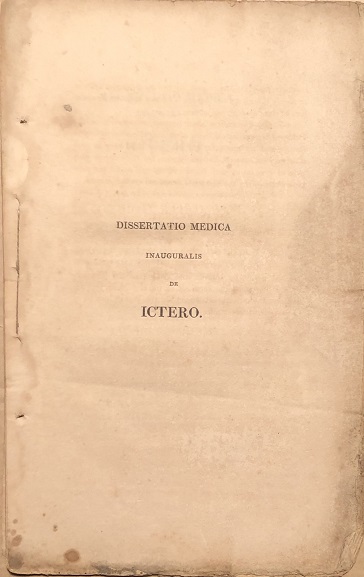 DISSERTATIO MEDICA
INAUGURALIS
DE
ICTERO.